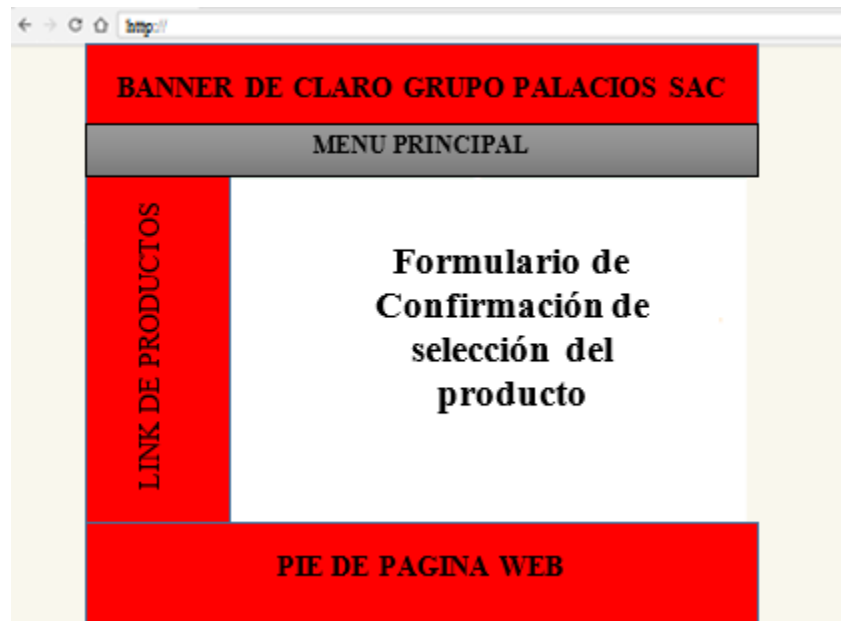 http://
BANNER DE CLARO GRUPO PALACIOS SAC
MENU PRINCIPAL
LINK DE PRODUCTOS
Formulario de
Confirmación de
selección del
producto
PIE DE PAGINA WEB